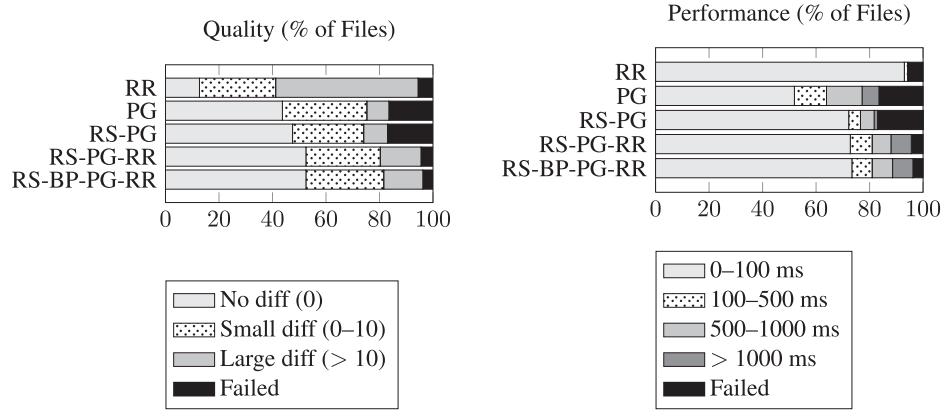 Quality (% of Files)
RR
PG
RS-PG
RS-PG-RR
RS-BP-PG-RR
0 20 40 60 80 100
No diff (0)
Small diff (0–10)
Large diff (> 10)
Failed
Performance (% of Files)
RR
PG
RS-PG
RS-PG-RR
RS-BP-PG-RR
0 20 40 60 80 100
0–100 ms
100–500 ms
500–1000 ms
> 1000 ms
Failed